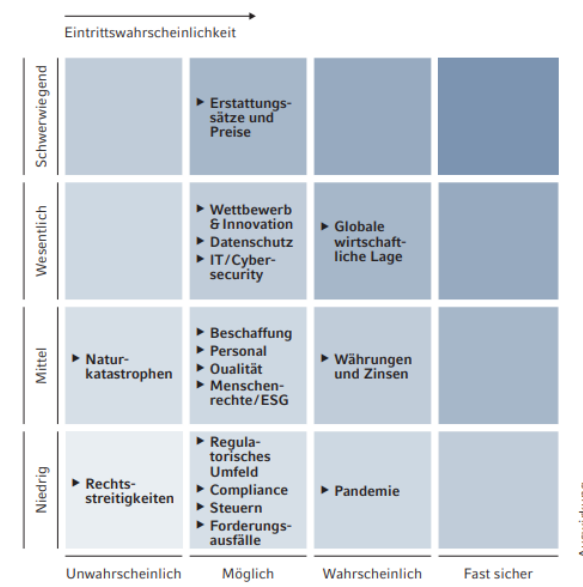 Eintrittswahrscheinlichkeit
Schwerwiegend
Erstattungs-
sätze und
Preise
Wesentlich
Wettbewerb
& Innovation
Datenschutz
IT/Cyber-
security
Globale
wirtschaft-
liche Lage
Mittel
Natur-
katastrophen
Beschaffung
Personal
Qualität
Menschen-
rechte/ESG
Währungen
und Zinsen
Niedrig
Rechts-
streitigkeiten
Regula-
torisches
Umfeld
Compliance
Steuern
Forderungs-
ausfälle
Pandemie
Unwahrscheinlich
Möglich
Wahrscheinlich
Fast sicher